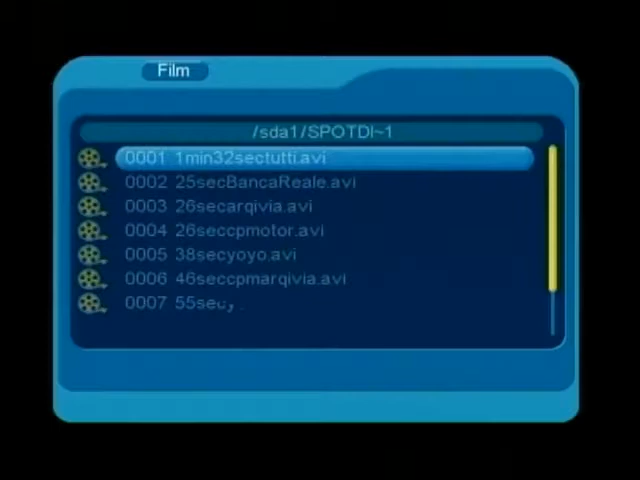 Film
/sda1/SPOTDI~1
0001 1min32sectutti.avi
0002 25secBancaReale.avi
0003 26secarqivia.avi
0004 26seccpmotor.avi
0005 38secyoyo.avi
0006 46seccpmarqivia.avi
0007